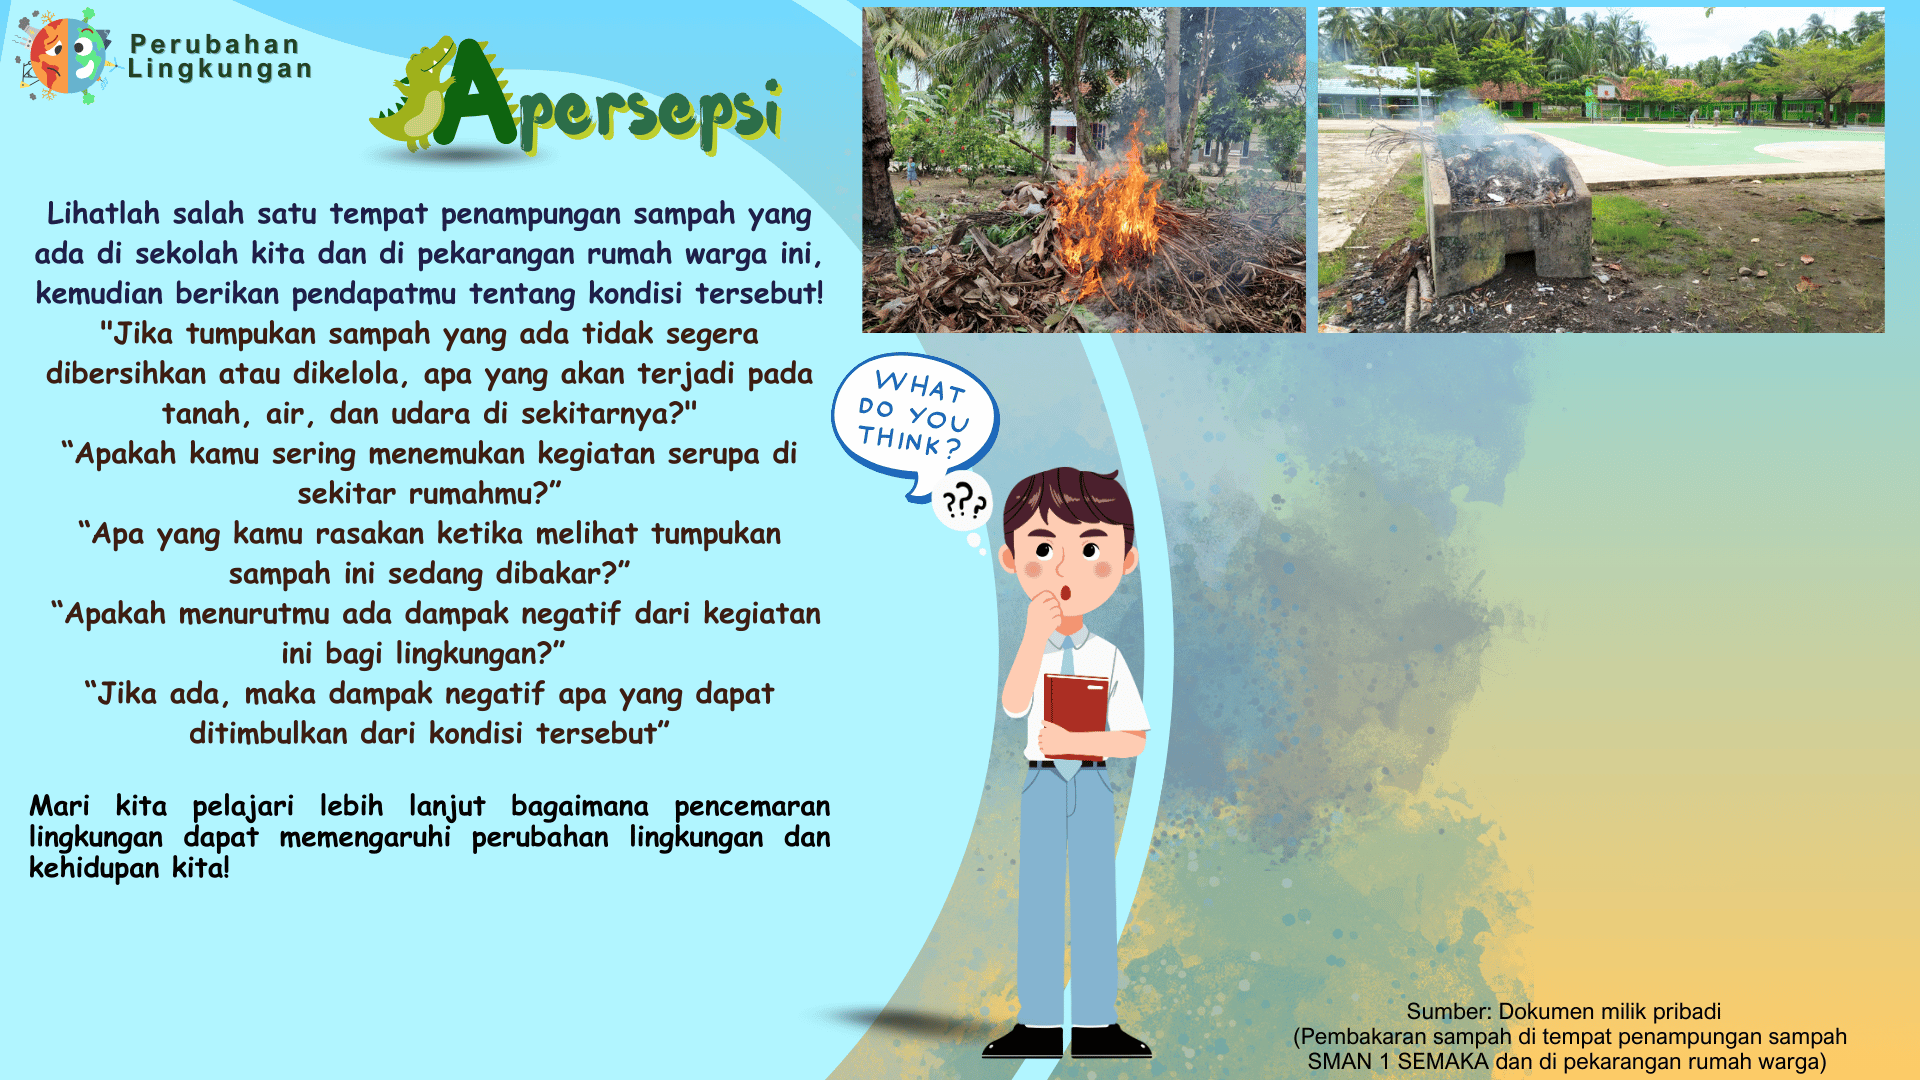 Perubahan
Lingkungan
Apersepsi
Lihatlah salah satu tempat penampungan sampah yang
ada di sekolah kita dan di pekarangan rumah warga ini,
kemudian berikan pendapatmu tentang kondisi tersebut!
"Jika tumpukan sampah yang ada tidak segera
dibersihkan atau dikelola, apa yang akan terjadi pada
tanah, air, dan udara di sekitarnya?"
“Apakah kamu sering menemukan kegiatan serupa di
sekitar rumahmu?”
“Apa yang kamu rasakan ketika melihat tumpukan
sampah ini sedang dibakar?”
“Apakah menurutmu ada dampak negatif dari kegiatan
ini bagi lingkungan?”
“Jika ada, maka dampak negatif apa yang dapat
ditimbulkan dari kondisi tersebut”
Mari kita pelajari lebih lanjut bagaimana pencemaran
lingkungan dapat memengaruhi perubahan lingkungan dan
kehidupan kita!
WHAT
DO YOU
THINK?
???
Sumber: Dokumen milik pribadi
(Pembakaran sampah di tempat penampungan sampah
SMAN 1 SEMAKA dan di pekarangan rumah warga)